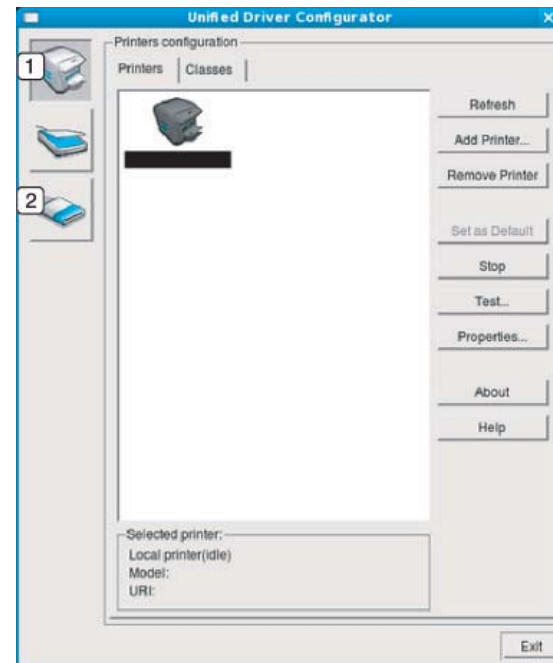 Unified Driver Configurator
Printers configuration
1
Printers
Classes
2
Refresh
Add Printer...
Remove Printer
Set as Default
Stop
Test...
Properties...
About
Help
Selected printer:
Local printer(idle)
Model:
URI:
Exit